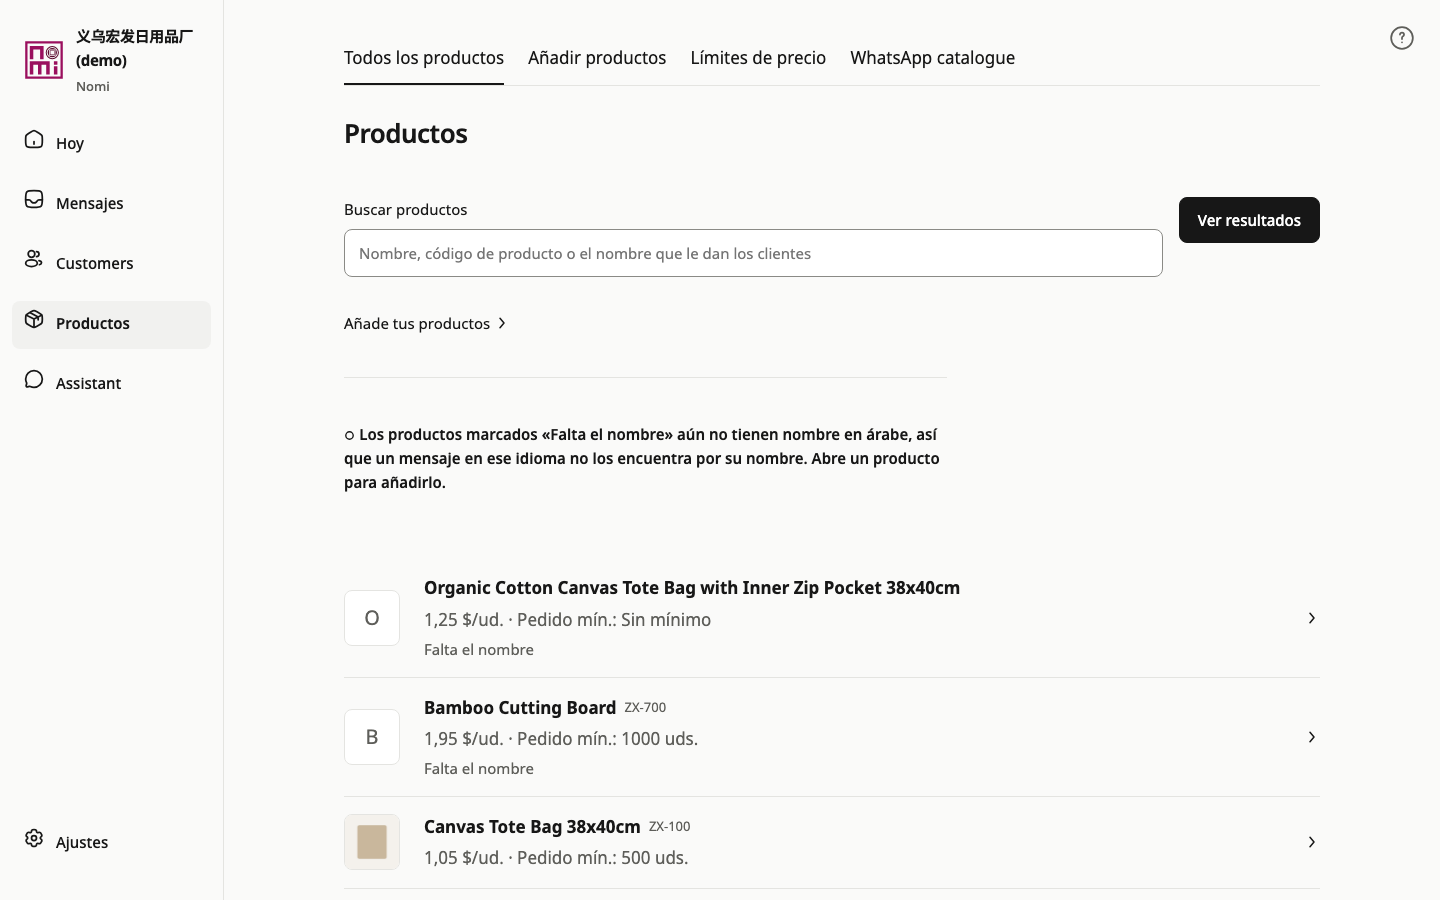 义乌宏发日用品厂
(demo)
Nomi
Hoy
Mensajes
Customers
Productos
Assistant
Ajustes
Todos los productos
Añadir productos
Límites de precio
WhatsApp catalogue
Productos
Buscar productos
Nombre, código de producto o el nombre que le dan los clientes
Ver resultados
Añade tus productos
Los productos marcados «Falta el nombre» aún no tienen nombre en árabe, así
que un mensaje en ese idioma no los encuentra por su nombre. Abre un producto
para añadirlo.
O
Organic Cotton Canvas Tote Bag with Inner Zip Pocket 38x40cm
1,25 $/ud. · Pedido mín.: Sin mínimo
Falta el nombre
B
Bamboo Cutting Board ZX-700
1,95 $/ud. · Pedido mín.: 1000 uds.
Falta el nombre
Canvas Tote Bag 38x40cm ZX-100
1,05 $/ud. · Pedido mín.: 500 uds.